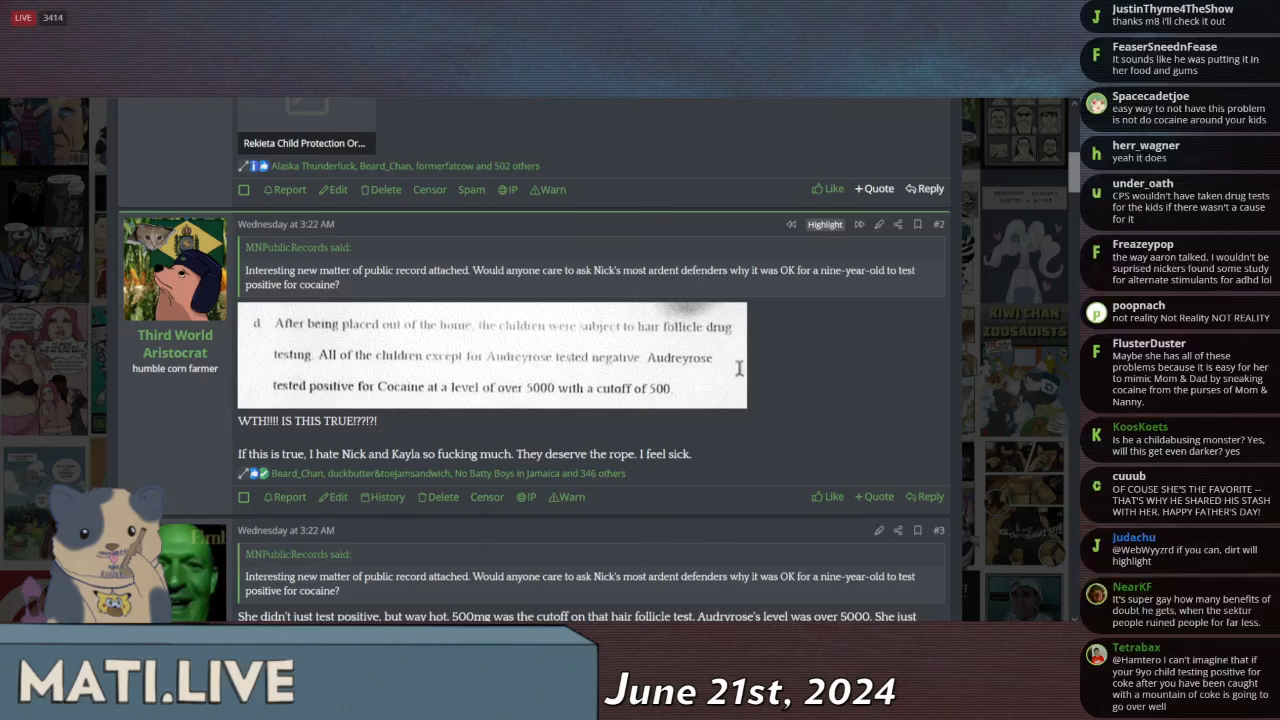 LIVE 3414
Rekieta Child Protection Or...
Alaska Thunderfuck, Beard_Chan, formerfatcow and 502 others
Report Edit Delete Censor Spam IP Warn
Like +Quote Reply
Wednesday at 3:22 AM
Highlight #2
MNPublicRecords said:
Interesting new matter of public record attached. Would anyone care to ask Nick's most ardent defenders why it was OK for a nine-year-old to test
positive for cocaine?
d. After being placed out of the home, the children were subject to hair follicle drug
testing. All of the children except for Audreyrose tested negative. Audreyrose
tested positive for Cocaine at a level of over 5000 with a cutoff of 500.
Third World
Aristocrat
humble corn farmer
WTH!!!! IS THIS TRUE!??!?!
If this is true, I hate Nick and Kayla so fucking much. They deserve the rope. I feel sick.
Beard_Chan, duckbutter&toejamsandwich, No Batty Boys in Jamaica and 346 others
Report Edit History Delete Censor IP Warn
Like +Quote Reply
Wednesday at 3:22 AM
#3
MNPublicRecords said:
Interesting new matter of public record attached. Would anyone care to ask Nick's most ardent defenders why it was OK for a nine-year-old to test
positive for cocaine?
She didn't just test positive, but way hot. 500mg was the cutoff on that hair follicle test. Audryrose's level was over 5000. She just
MATI.LIVE
June 21st, 2024
JustinThyme4TheShow
thanks m8 i'll check it out
FeaserSneednFease
It sounds like he was putting it in
her food and gums
Spacecadetjoe
easy way to not have this problem
is not do cocaine around your kids
herr_wagner
yeah it does
under_oath
CPS wouldn't have taken drug tests
for the kids if there wasn't a cause
for it
Freazeypop
the way aaron talked. I wouldn't be
suprised nickers found some study
for alternate stimulants for adhd lol
poopnach
not reality Not Reality NOT REALITY
FlusterDuster
Maybe she has all of these
problems because it is easy for her
to mimic Mom & Dad by sneaking
cocaine from the purses of Mom &
Nanny.
KoosKoets
Is he a childabusing monster? Yes,
will this get even darker? yes
cuuub
OF COUSE SHE'S THE FAVORITE --
THAT'S WHY HE SHARED HIS STASH
WITH HER. HAPPY FATHER'S DAY!
Judachu
@WebWyyzrd if you can, dirt will
highlight
NearKF
It's super gay how many benefits of
doubt he gets, when the sektur
people ruined people for far less.
Tetrabax
@Hamtero I can't imagine that if
your 9yo child testing positive for
coke after you have been caught
with a mountain of coke is going to
go over well
KIWI CHAN
ZOOSADISTS